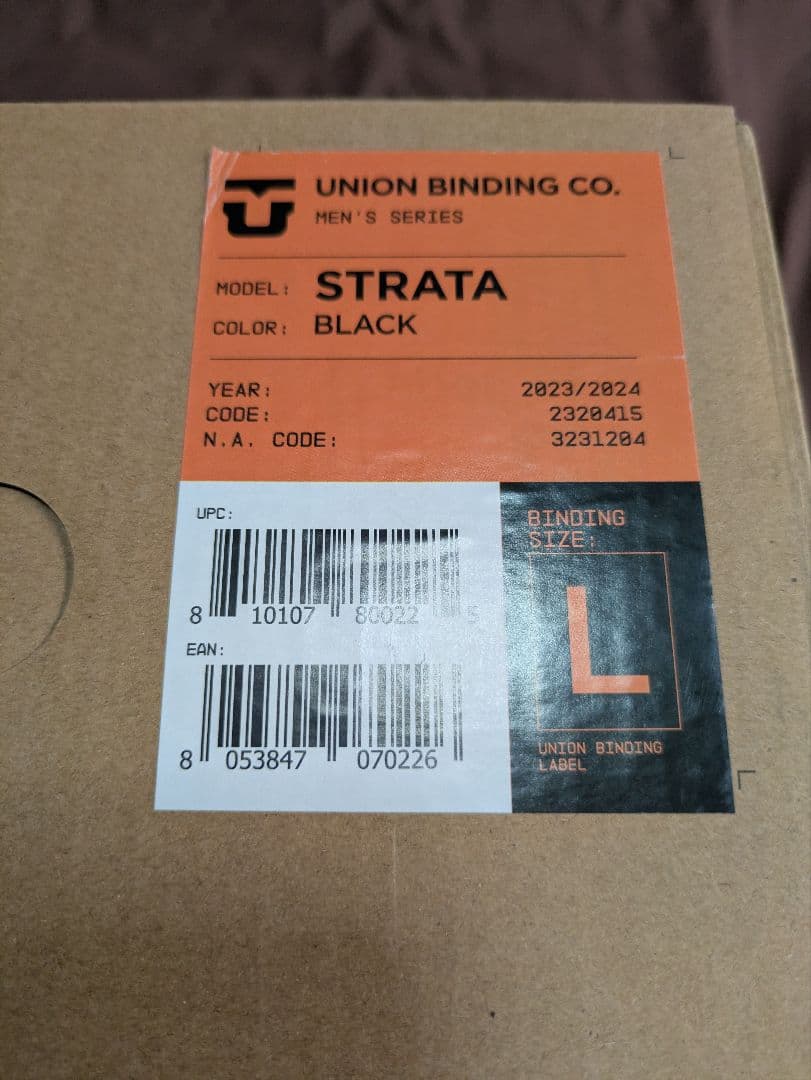 UNION BINDING CO.
MEN'S SERIES
MODEL: STRATA
COLOR: BLACK
YEAR: 2023/2024
CODE: 2320415
N.A. CODE: 3231204
UPC:
8 10107 80022 5
EAN:
8 053847 070226
BINDING
SIZE:
L
UNION BINDING
LABEL